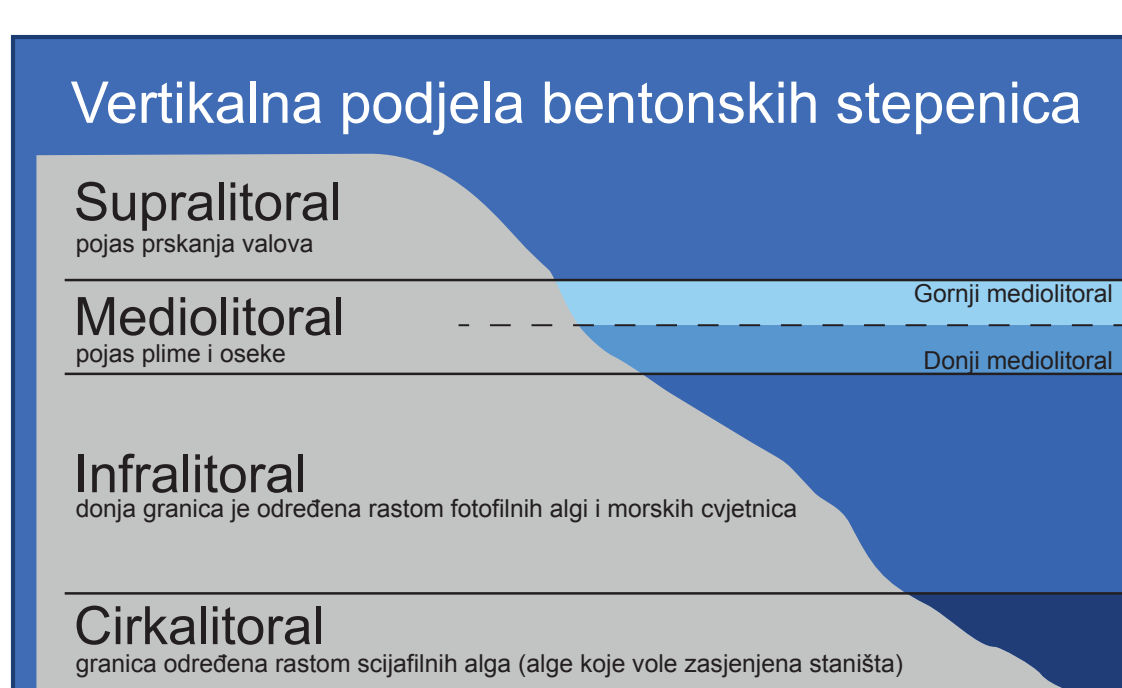 Vertikalna podjela bentonskih stepenica
Supralitoral
pojas prskanja valova
Gornji mediolitoral
Mediolitoral
pojas plime i oseke
Donji mediolitoral
Infralitoral
donja granica je određena rastom fotofilnih algi i morskih cvjetnica
Cirkalitoral
granica određena rastom scijafilnih alga (alge koje vole zasjenjena staništa)